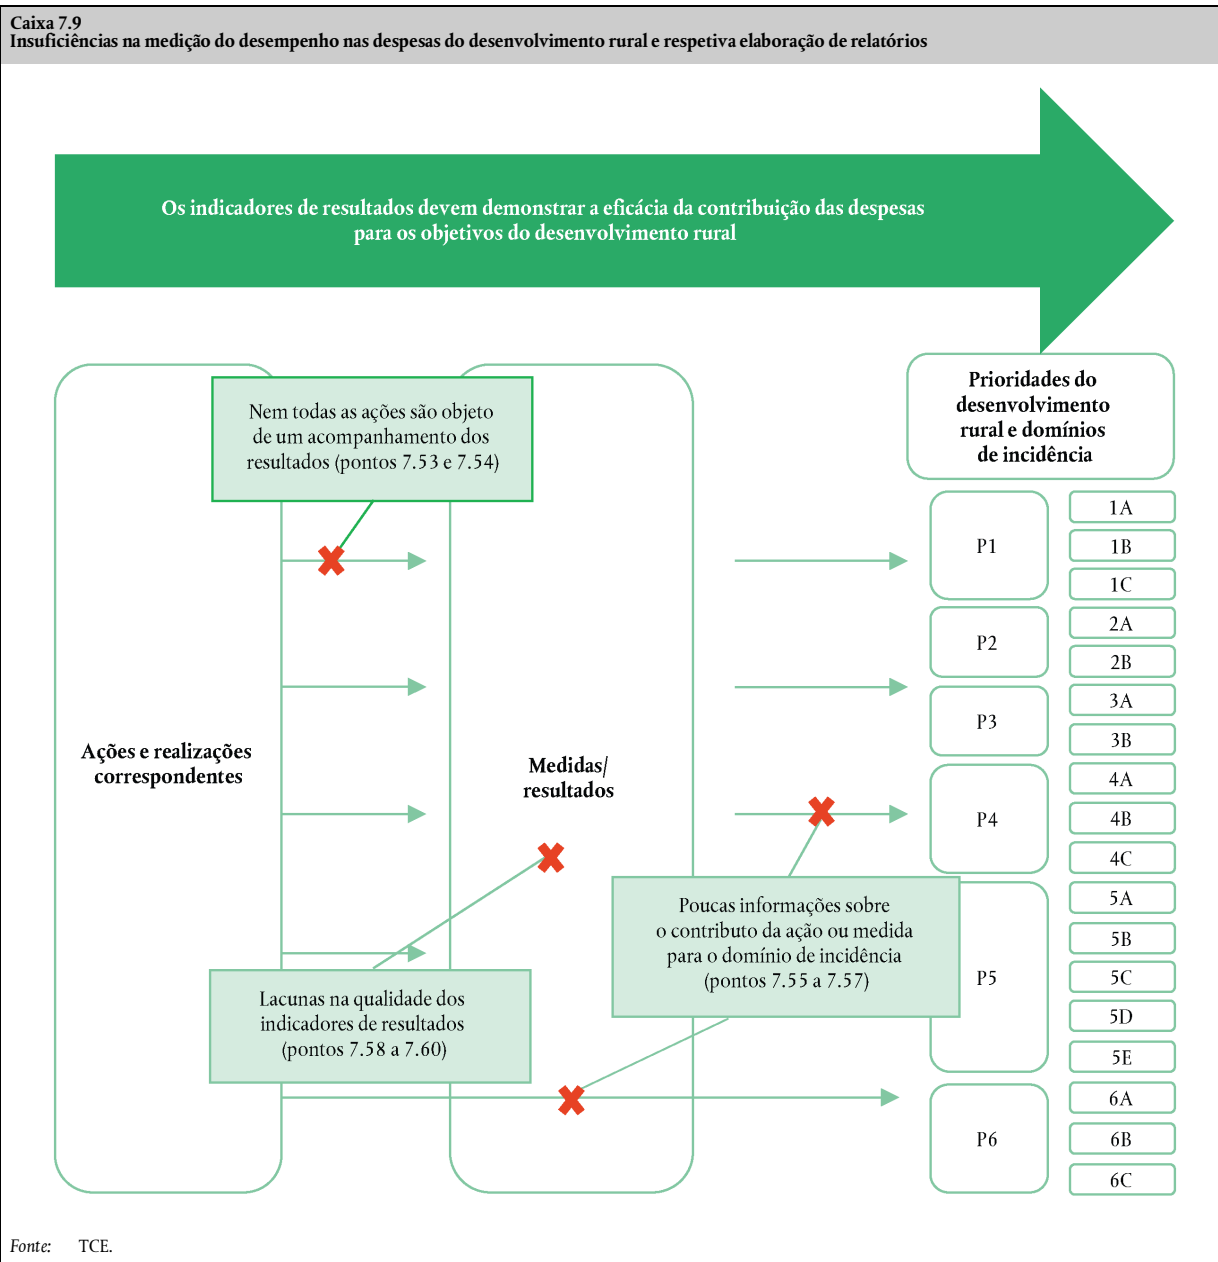 Caixa 7.9
Insuficiências na medição do desempenho nas despesas do desenvolvimento rural e respetiva elaboração de relatórios
Os indicadores de resultados devem demonstrar a eficácia da contribuição das despesas
para os objetivos do desenvolvimento rural
Nem todas as ações são objeto
de um acompanhamento dos
resultados (pontos 7.53 e 7.54)
Ações e realizações
correspondentes
Medidas/
resultados
Lacunas na qualidade dos
indicadores de resultados
(pontos 7.58 a 7.60)
Poucas informações sobre
o contributo da ação ou medida
para o domínio de incidência
(pontos 7.55 a 7.57)
Prioridades do
desenvolvimento
rural e domínios
de incidência
P1
1A
1B
1C
P2
2A
2B
P3
3A
3B
P4
4A
4B
4C
P5
5A
5B
5C
5D
5E
P6
6A
6B
6C
Fonte: TCE.